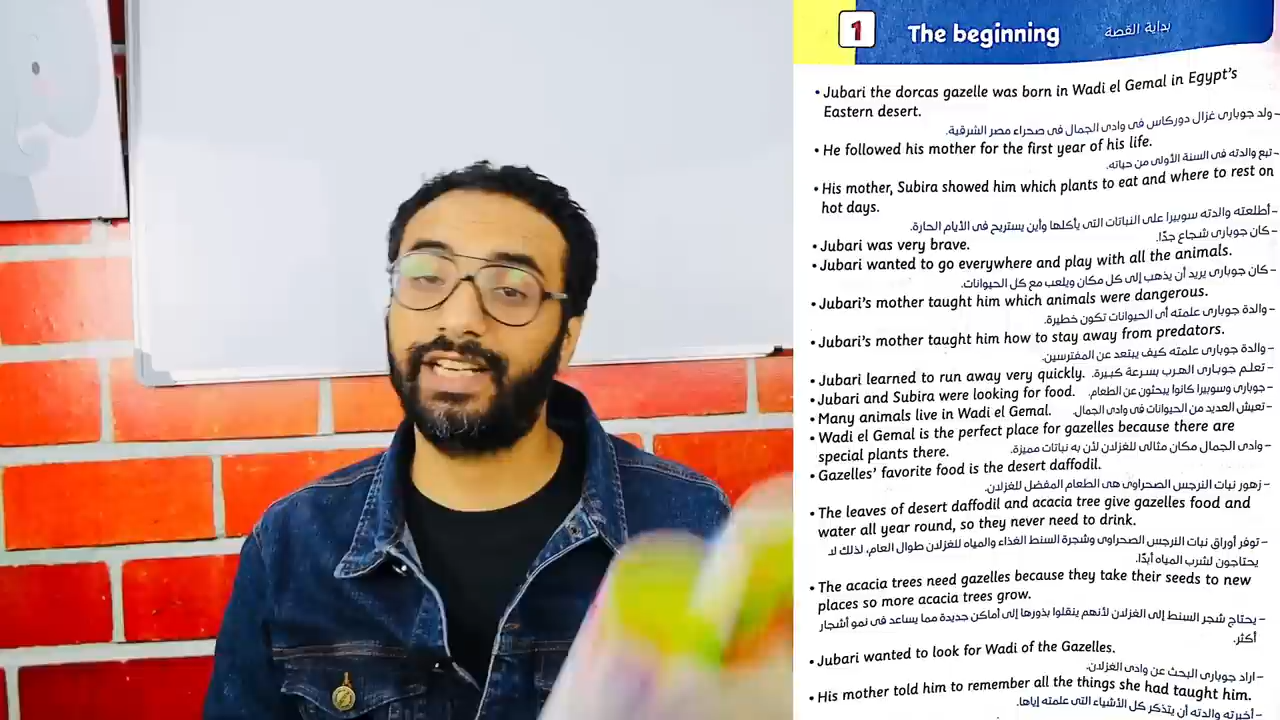 1 The beginning بداية القصة
• Jubari the dorcas gazelle was born in Wadi el Gemal in Egypt's
Eastern desert.
– ولد جوبارى غزال دوركاس فى وادى الجمال فى صحراء مصر الشرقية.
• He followed his mother for the first year of his life.
– تبع والدته فى السنة الأولى من حياته.
• His mother, Subira showed him which plants to eat and where to rest on
hot days.
– أطلعته والدته سوبيرا على النباتات التى يأكلها وأين يستريح فى الأيام الحارة.
• Jubari was very brave.
– كان جوبارى شجاع جدًا.
• Jubari wanted to go everywhere and play with all the animals.
– كان جوبارى يريد أن يذهب إلى كل مكان ويلعب مع كل الحيوانات.
• Jubari's mother taught him which animals were dangerous.
– والدة جوبارى علمته أى الحيوانات تكون خطيرة.
• Jubari's mother taught him how to stay away from predators.
– والدة جوبارى علمته كيف يبتعد عن المفترسين.
• Jubari learned to run away very quickly. – تعلم جوبارى الهرب بسرعة كبيرة.
• Jubari and Subira were looking for food. – جوبارى وسوبيرا كانوا يبحثون عن الطعام.
• Many animals live in Wadi el Gemal. – تعيش العديد من الحيوانات فى وادى الجمال.
• Wadi el Gemal is the perfect place for gazelles because there are
special plants there. – وادى الجمال مكان مثالى للغزلان لأن به نباتات مميزة.
• Gazelles' favorite food is the desert daffodil.
– زهور نبات النرجس الصحراوى هى الطعام المفضل للغزلان.
• The leaves of desert daffodil and acacia tree give gazelles food and
water all year round, so they never need to drink.
– توفر أوراق نبات النرجس الصحراوى وشجرة السنط الغذاء والمياه للغزلان طوال العام، لذلك لا
يحتاجون لشرب المياه أبدًا.
• The acacia trees need gazelles because they take their seeds to new
places so more acacia trees grow.
– يحتاج شجر السنط إلى الغزلان لأنهم ينقلوا بذورها إلى أماكن جديدة مما يساعد فى نمو أشجار
أكثر.
• Jubari wanted to look for Wadi of the Gazelles.
– اراد جوبارى البحث عن وادى الغزلان.
• His mother told him to remember all the things she had taught him.
– أخبرته والدته أن يتذكر كل الأشياء التى علمته إياها.